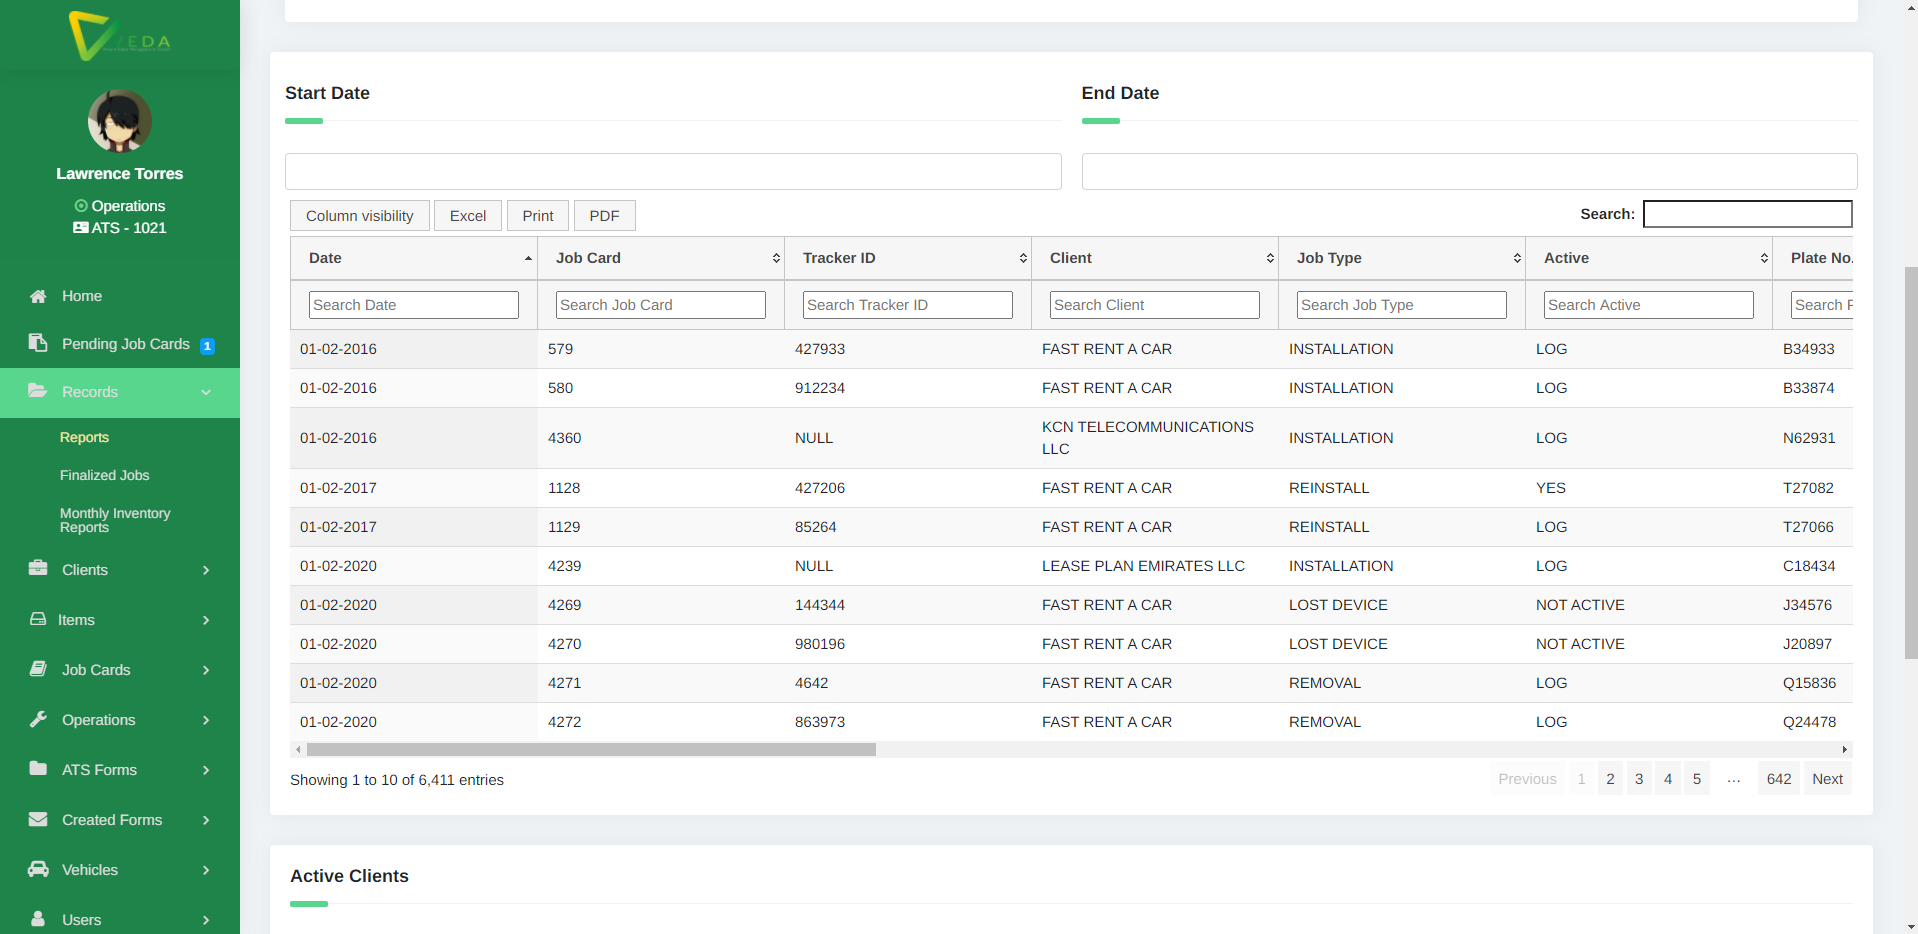 VEDA
Lawrence Torres
Operations
ATS - 1021
Home
Pending Job Cards 1
Records
Reports
Finalized Jobs
Monthly Inventory
Reports
Clients
Items
Job Cards
Operations
ATS Forms
Created Forms
Vehicles
Users
Start Date End Date
Column visibility Excel Print PDF Search:
Date Job Card Tracker ID Client Job Type Active Plate No.
Search Date Search Job Card Search Tracker ID Search Client Search Job Type Search Active Search P
01-02-2016 579 427933 FAST RENT A CAR INSTALLATION LOG B34933
01-02-2016 580 912234 FAST RENT A CAR INSTALLATION LOG B33874
01-02-2016 4360 NULL KCN TELECOMMUNICATIONS LLC INSTALLATION LOG N62931
01-02-2017 1128 427206 FAST RENT A CAR REINSTALL YES T27082
01-02-2017 1129 85264 FAST RENT A CAR REINSTALL LOG T27066
01-02-2020 4239 NULL LEASE PLAN EMIRATES LLC INSTALLATION LOG C18434
01-02-2020 4269 144344 FAST RENT A CAR LOST DEVICE NOT ACTIVE J34576
01-02-2020 4270 980196 FAST RENT A CAR LOST DEVICE NOT ACTIVE J20897
01-02-2020 4271 4642 FAST RENT A CAR REMOVAL LOG Q15836
01-02-2020 4272 863973 FAST RENT A CAR REMOVAL LOG Q24478
Showing 1 to 10 of 6,411 entries Previous 1 2 3 4 5 … 642 Next
Active Clients